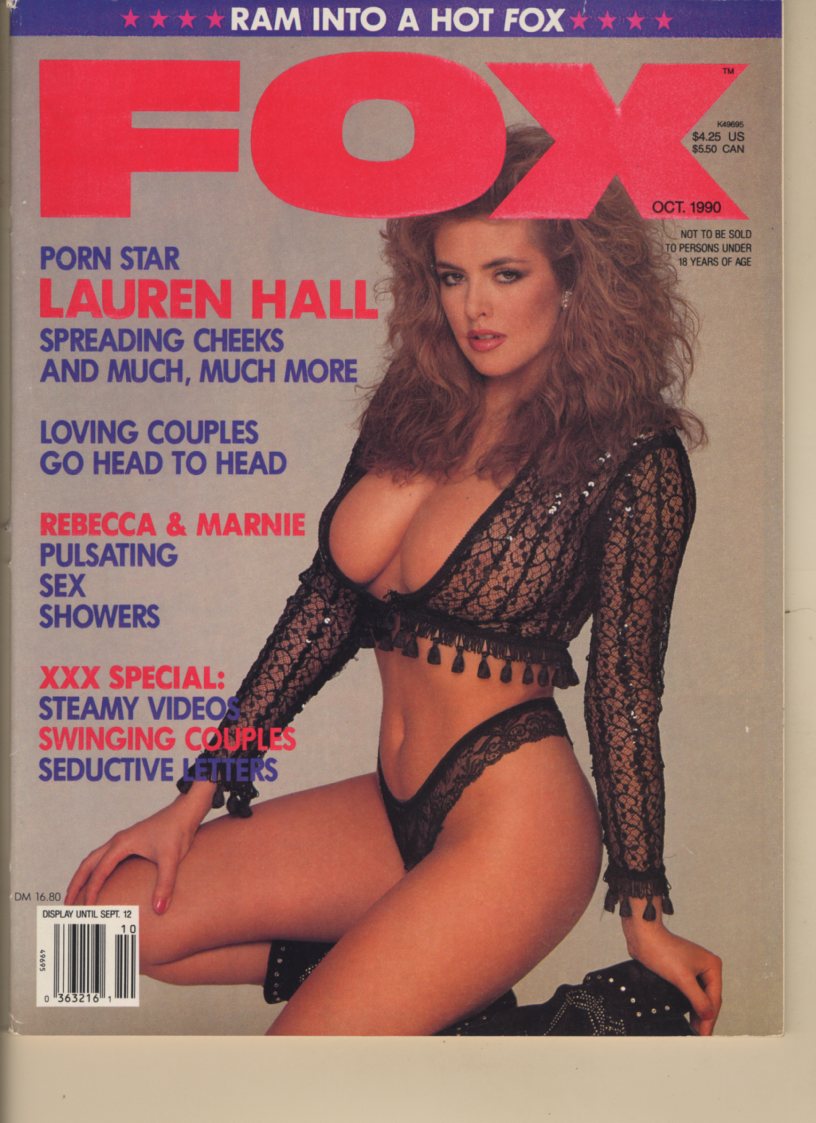 RAM INTO A HOT FOX
FOX
TM
K49695
$4.25 US
$5.50 CAN
OCT. 1990
NOT TO BE SOLD
TO PERSONS UNDER
18 YEARS OF AGE
PORN STAR
LAUREN HALL
SPREADING CHEEKS
AND MUCH, MUCH MORE
LOVING COUPLES
GO HEAD TO HEAD
REBECCA & MARNIE
PULSATING
SEX
SHOWERS
XXX SPECIAL:
STEAMY VIDEOS
SWINGING COUPLES
SEDUCTIVE LETTERS
DM 16.80
DISPLAY UNTIL SEPT. 12
10
49695
0 363216 1